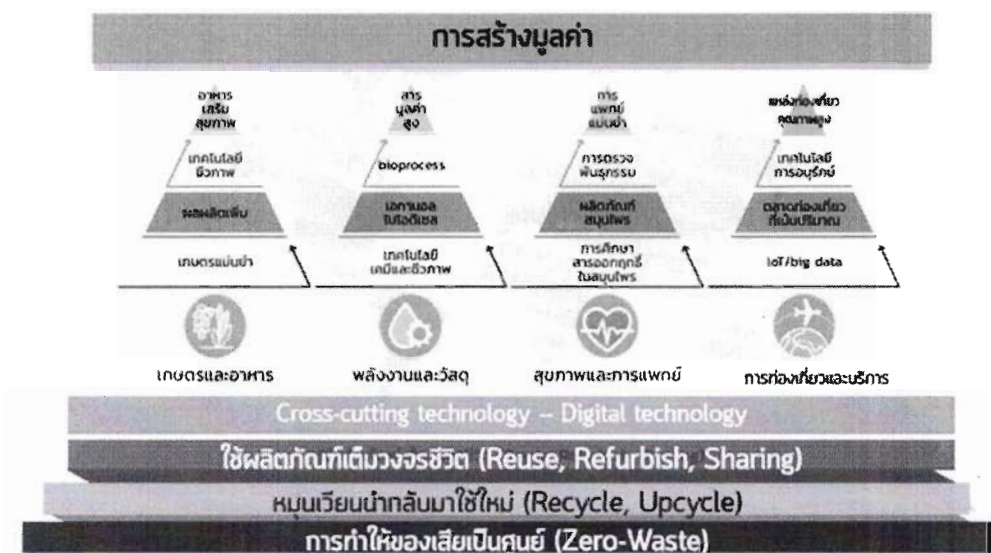 การสร้างมูลค่า
อาหาร
เสริม
สุขภาพ
เทคโนโลยี
ชีวภาพ
ผลผลิตเพิ่ม
เกษตรแม่นยำ
เกษตรและอาหาร
สาร
มูลค่า
สูง
bioprocess
เอทานอล
ไบโอดีเซล
เทคโนโลยี
เคมีและชีวภาพ
พลังงานและวัสดุ
การ
แพทย์
แม่นยำ
การตรวจ
พันธุกรรม
ผลิตภัณฑ์
สมุนไพร
การศึกษา
สารออกฤทธิ์
ในสมุนไพร
สุขภาพและการแพทย์
แหล่งท่องเที่ยว
คุณภาพสูง
เทคโนโลยี
การอนุรักษ์
ตลาดท่องเที่ยว
ที่เน้นปริมาณ
IoT/big data
การท่องเที่ยวและบริการ
Cross-cutting technology – Digital technology
ใช้ผลิตภัณฑ์เต็มวงจรชีวิต (Reuse, Refurbish, Sharing)
หมุนเวียนนำกลับมาใช้ใหม่ (Recycle, Upcycle)
การทำให้ของเสียเป็นศูนย์ (Zero-Waste)